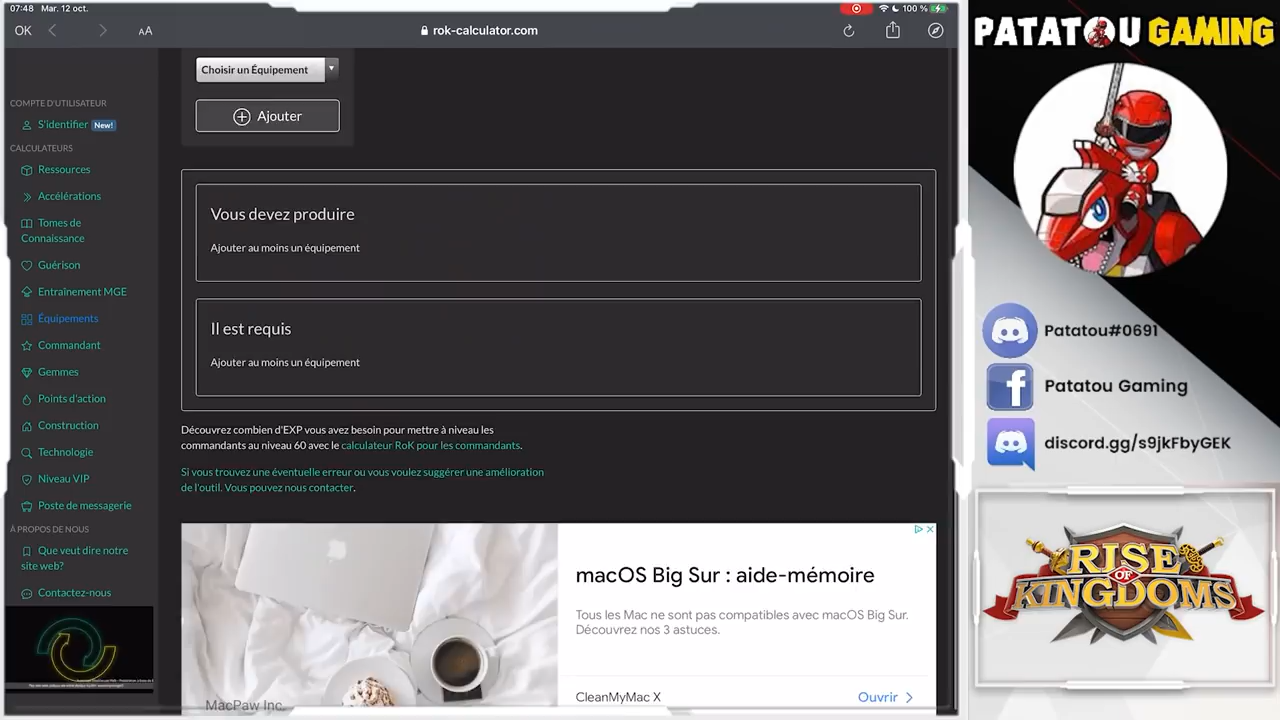 07:48 Mar. 12 oct.
100 %
OK
AA
rok-calculator.com
COMPTE D'UTILISATEUR
S'identifier New!
CALCULATEURS
Ressources
Accélérations
Tomes de
Connaissance
Guérison
Entraînement MGE
Équipements
Commandant
Gemmes
Points d'action
Construction
Technologie
Niveau VIP
Poste de messagerie
À PROPOS DE NOUS
Que veut dire notre
site web?
Contactez-nous
Choisir un Équipement
Ajouter
Vous devez produire
Ajouter au moins un équipement
Il est requis
Ajouter au moins un équipement
Découvrez combien d'EXP vous avez besoin pour mettre à niveau les
commandants au niveau 60 avec le calculateur RoK pour les commandants.
Si vous trouvez une éventuelle erreur ou vous voulez suggérer une amélioration
de l'outil. Vous pouvez nous contacter.
macOS Big Sur : aide-mémoire
Tous les Mac ne sont pas compatibles avec macOS Big Sur.
Découvrez nos 3 astuces.
MacPaw Inc.
CleanMyMac X
Ouvrir
PATATOU GAMING
Patatou#0691
Patatou Gaming
discord.gg/s9jkFbyGEK
RISE
OF
KINGDOMS